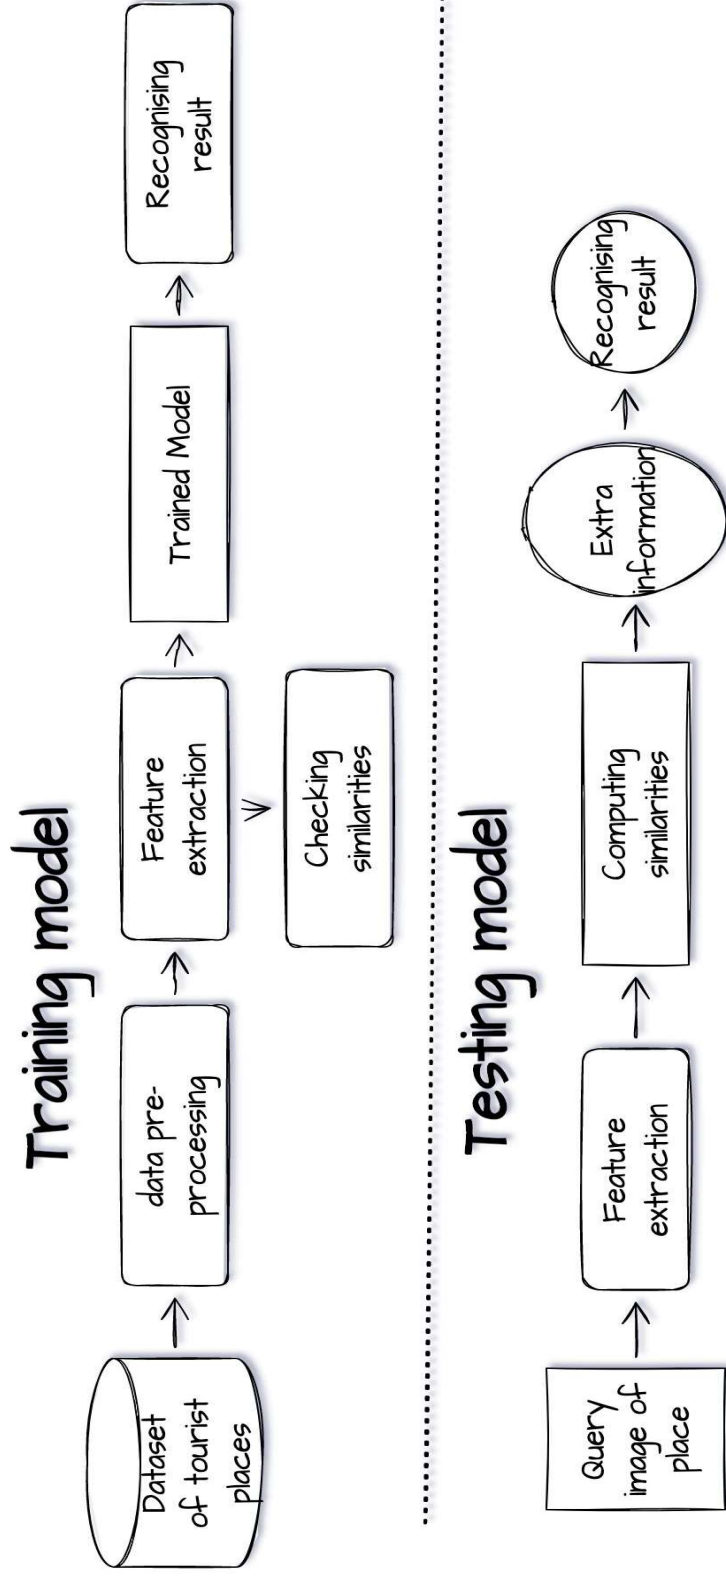 Training model
Dataset
of tourist
places
data pre-
processing
Feature
extraction
Checking
similarities
Trained Model
Recognising
result
Testing model
Query
image of
place
Feature
extraction
Computing
similarities
Extra
information
Recognising
result